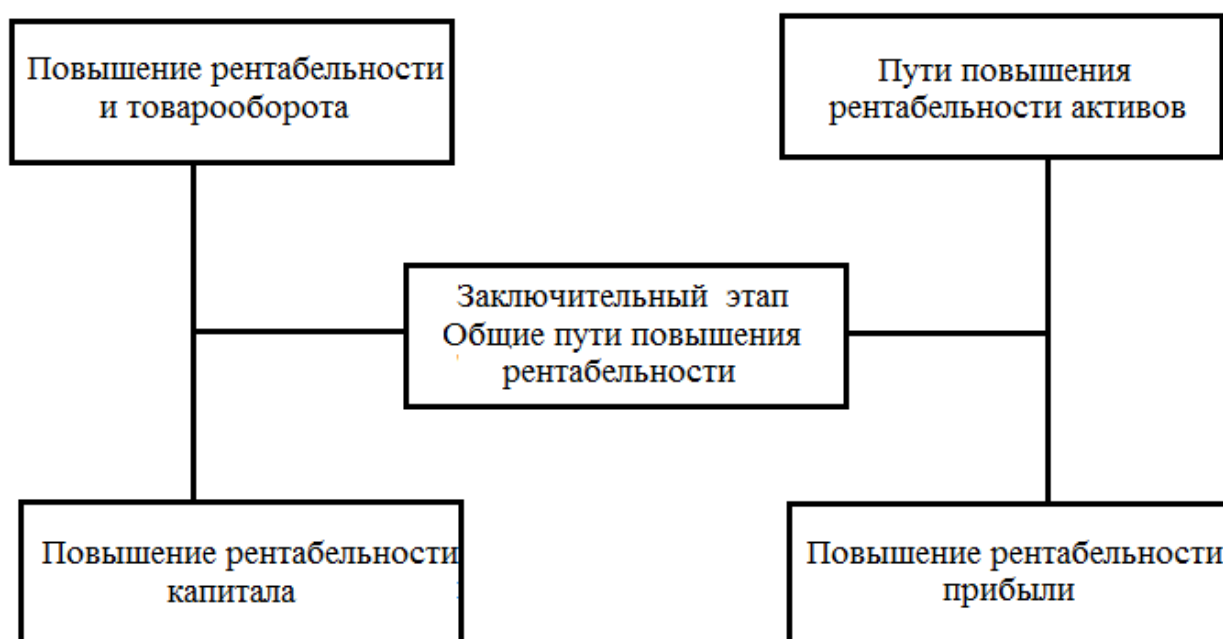 Повышение рентабельности
и товарооборота
Пути повышения
рентабельности активов
Заключительный этап
Общие пути повышения
рентабельности
Повышение рентабельности
капитала
Повышение рентабельности
прибыли